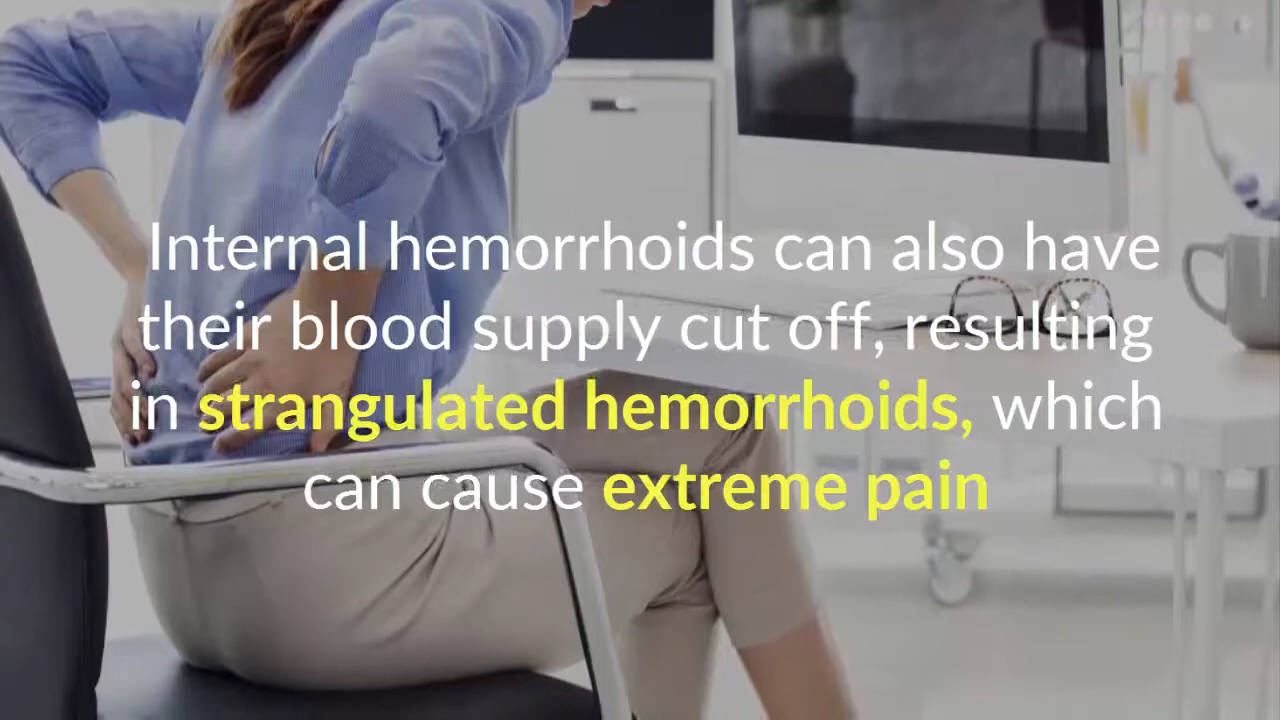 Internal hemorrhoids can also have
their blood supply cut off, resulting
in strangulated hemorrhoids, which
can cause extreme pain